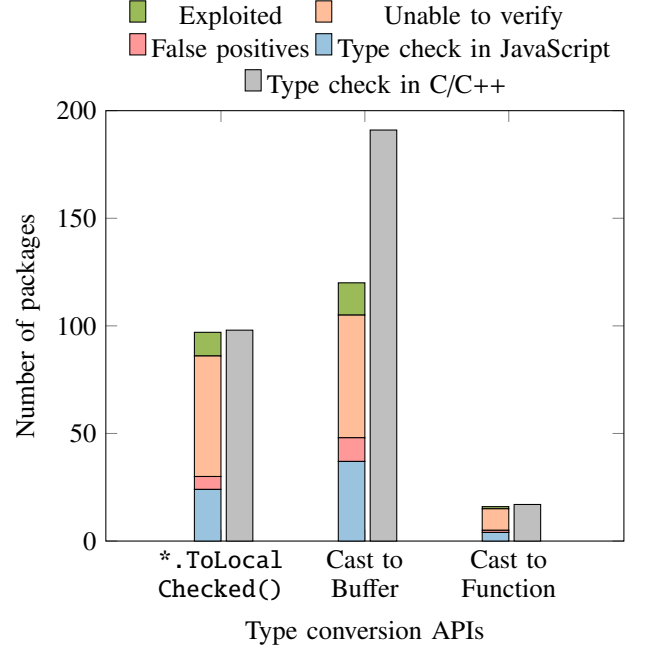 Exploited Unable to verify
False positives Type check in JavaScript
Type check in C/C++
200
150
100
50
0
Number of packages
*.ToLocal Cast to Cast to
Checked() Buffer Function
Type conversion APIs